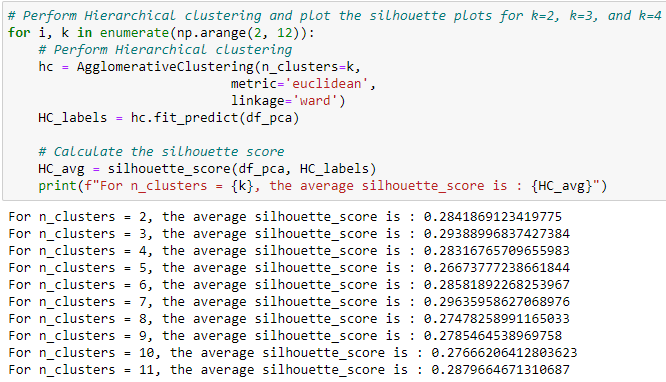 # Perform Hierarchical clustering and plot the silhouette plots for k=2, k=3, and k=4
for i, k in enumerate(np.arange(2, 12)):
    # Perform Hierarchical clustering
    hc = AgglomerativeClustering(n_clusters=k,
                             metric='euclidean',
                             linkage='ward')
    HC_labels = hc.fit_predict(df_pca)

    # Calculate the silhouette score
    HC_avg = silhouette_score(df_pca, HC_labels)
    print(f"For n_clusters = {k}, the average silhouette_score is : {HC_avg}")
For n_clusters = 2, the average silhouette_score is : 0.2841869123419775
For n_clusters = 3, the average silhouette_score is : 0.29388996837427384
For n_clusters = 4, the average silhouette_score is : 0.28316765709655983
For n_clusters = 5, the average silhouette_score is : 0.26673777238661844
For n_clusters = 6, the average silhouette_score is : 0.28581892268253967
For n_clusters = 7, the average silhouette_score is : 0.29635958627068976
For n_clusters = 8, the average silhouette_score is : 0.27478258991165033
For n_clusters = 9, the average silhouette_score is : 0.2785464538969758
For n_clusters = 10, the average silhouette_score is : 0.27666206412803623
For n_clusters = 11, the average silhouette_score is : 0.2879664671310687